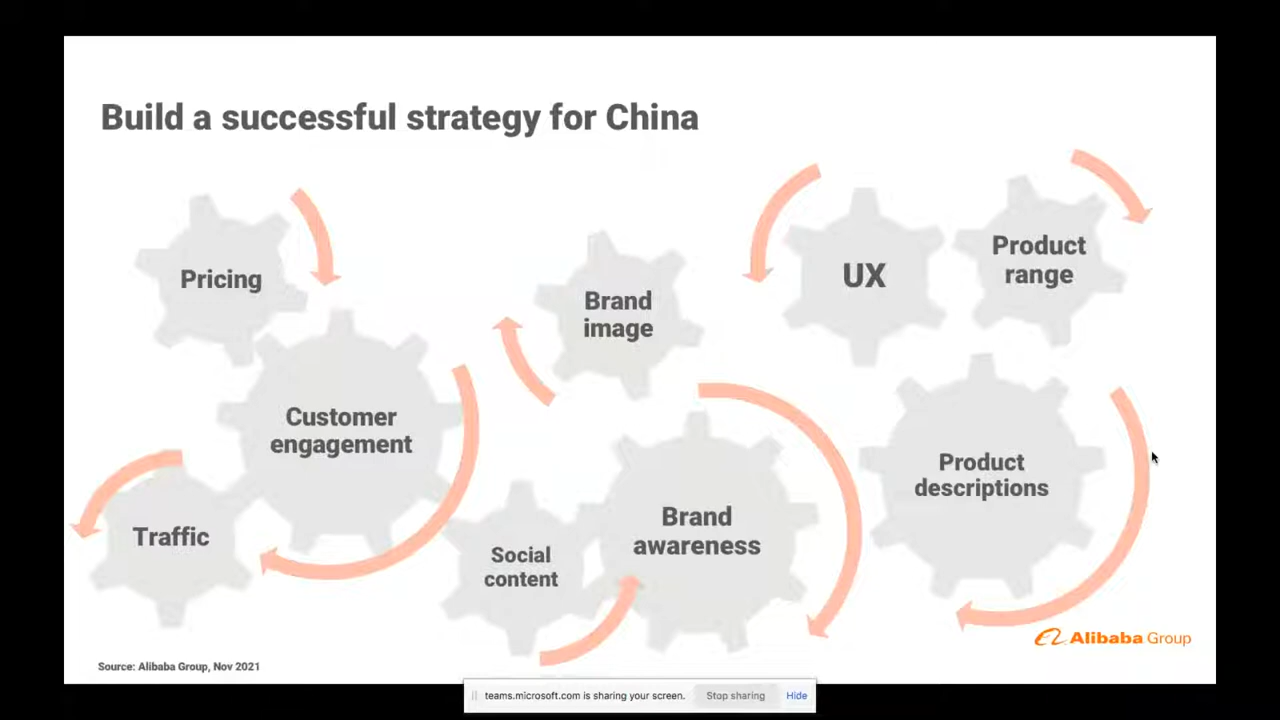 Build a successful strategy for China
Pricing
Brand
image
UX
Product
range
Customer
engagement
Traffic
Social
content
Brand
awareness
Product
descriptions
Alibaba Group
Source: Alibaba Group, Nov 2021
teams.microsoft.com is sharing your screen. Stop sharing Hide